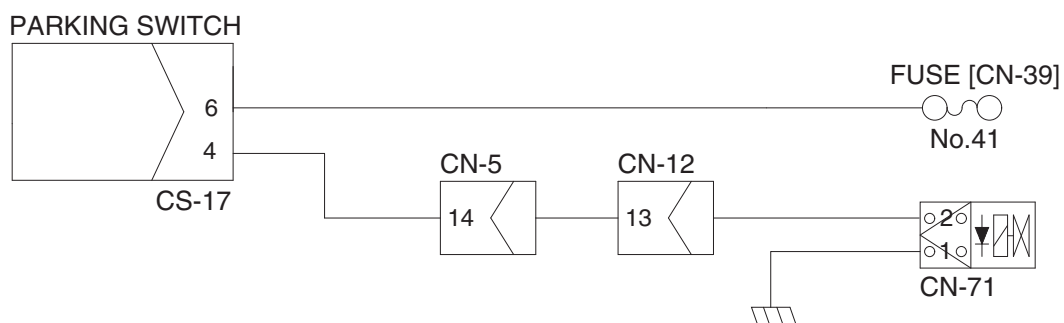 PARKING SWITCH
FUSE [CN-39]
6
No.41
4
CN-5
CN-12
CS-17
14
13
2
1
CN-71